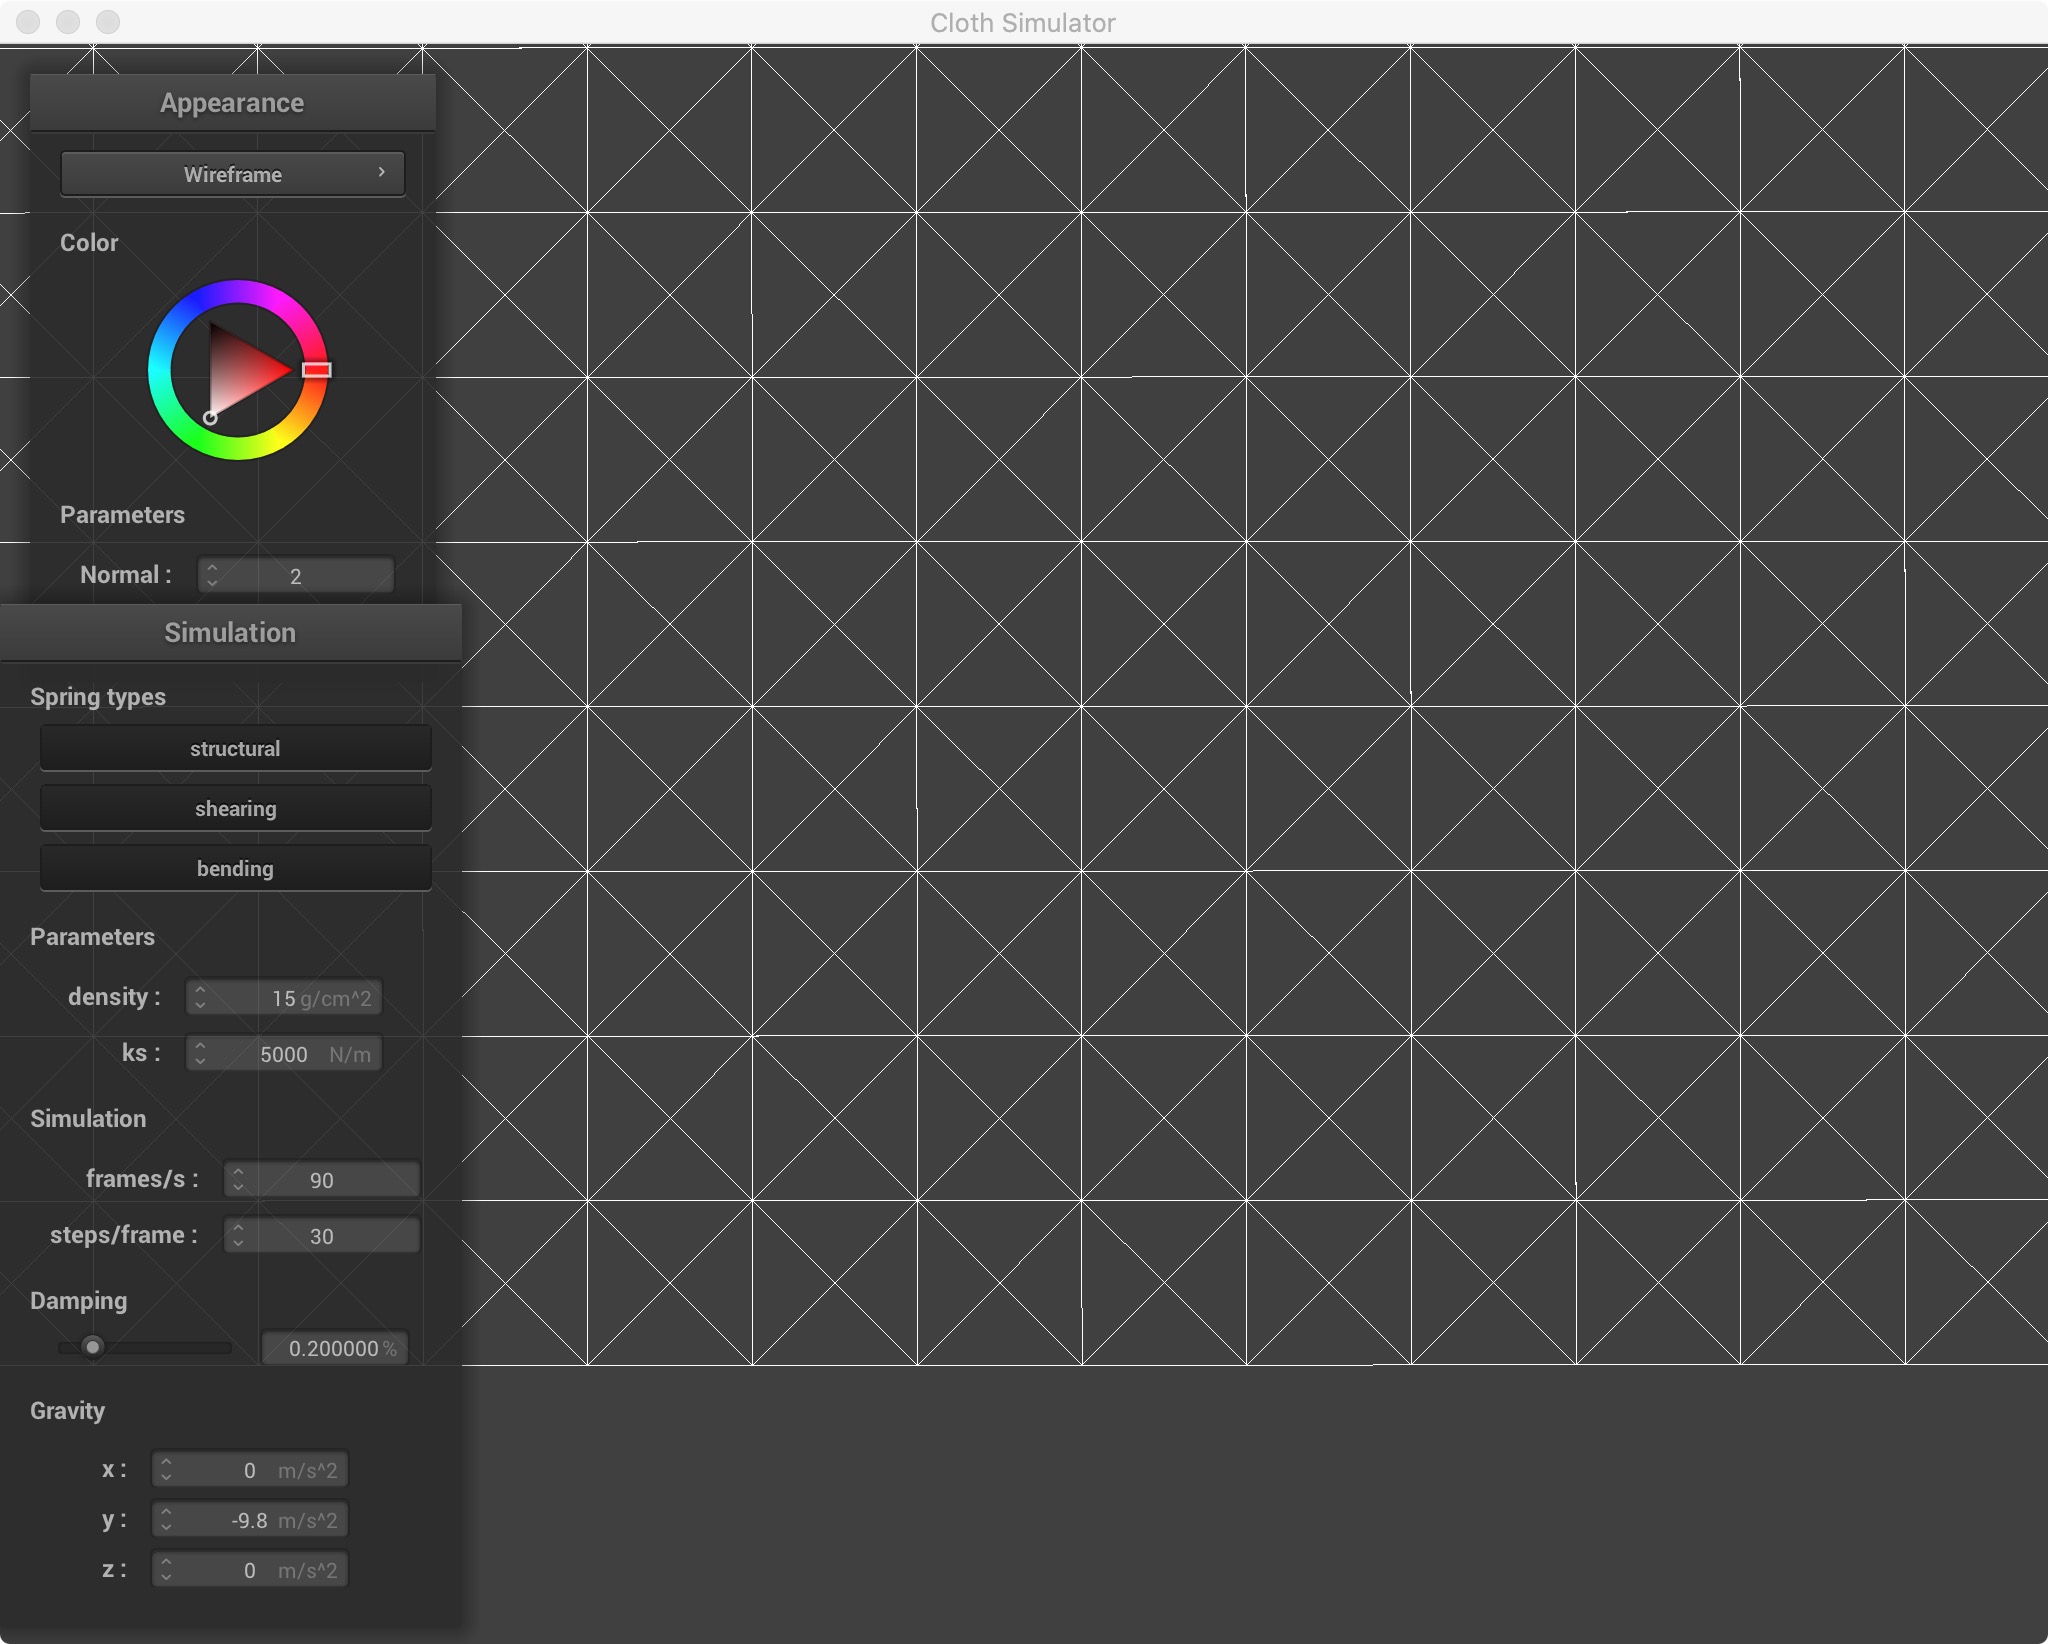 Cloth Simulator
Appearance
Wireframe
Color
Parameters
Normal : 2
Simulation
Spring types
structural
shearing
bending
Parameters
density : 15 g/cm^2
ks : 5000 N/m
Simulation
frames/s : 90
steps/frame : 30
Damping
0.200000 %
Gravity
x : 0 m/s^2
y : -9.8 m/s^2
z : 0 m/s^2